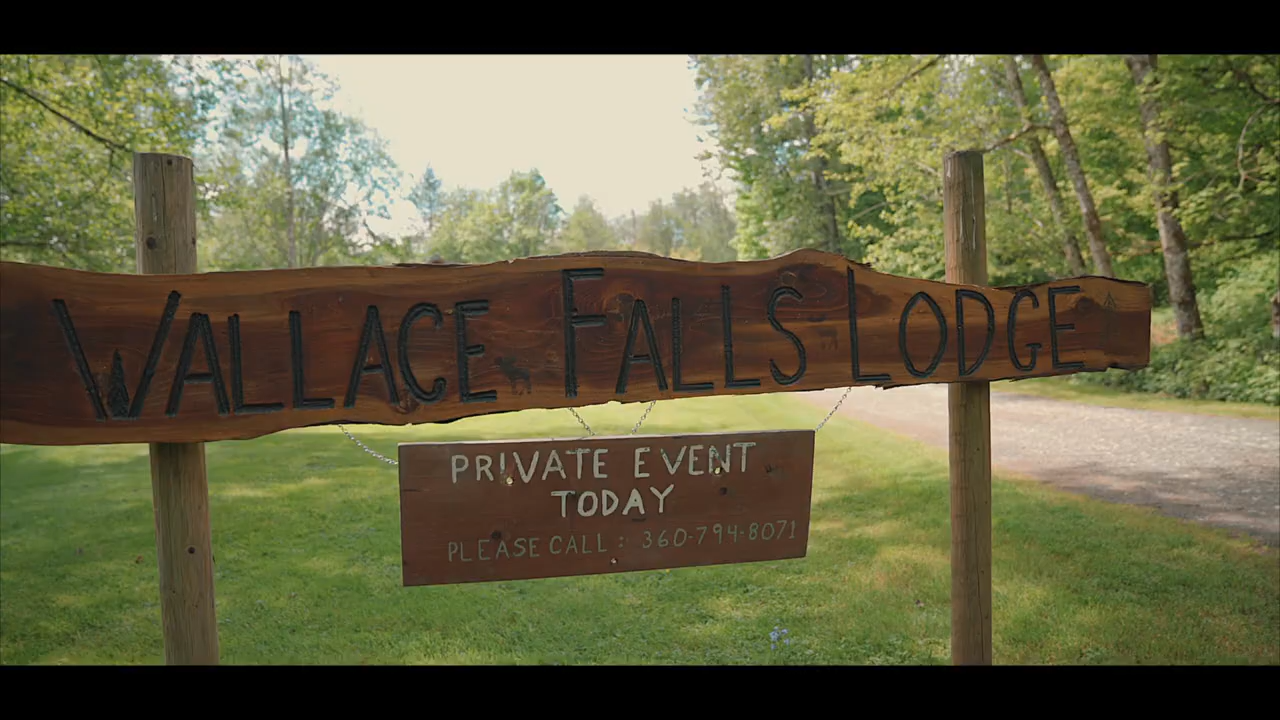 WALLACE FALLS LODGE
PRIVATE EVENT
TODAY
PLEASE CALL: 360-794-8071